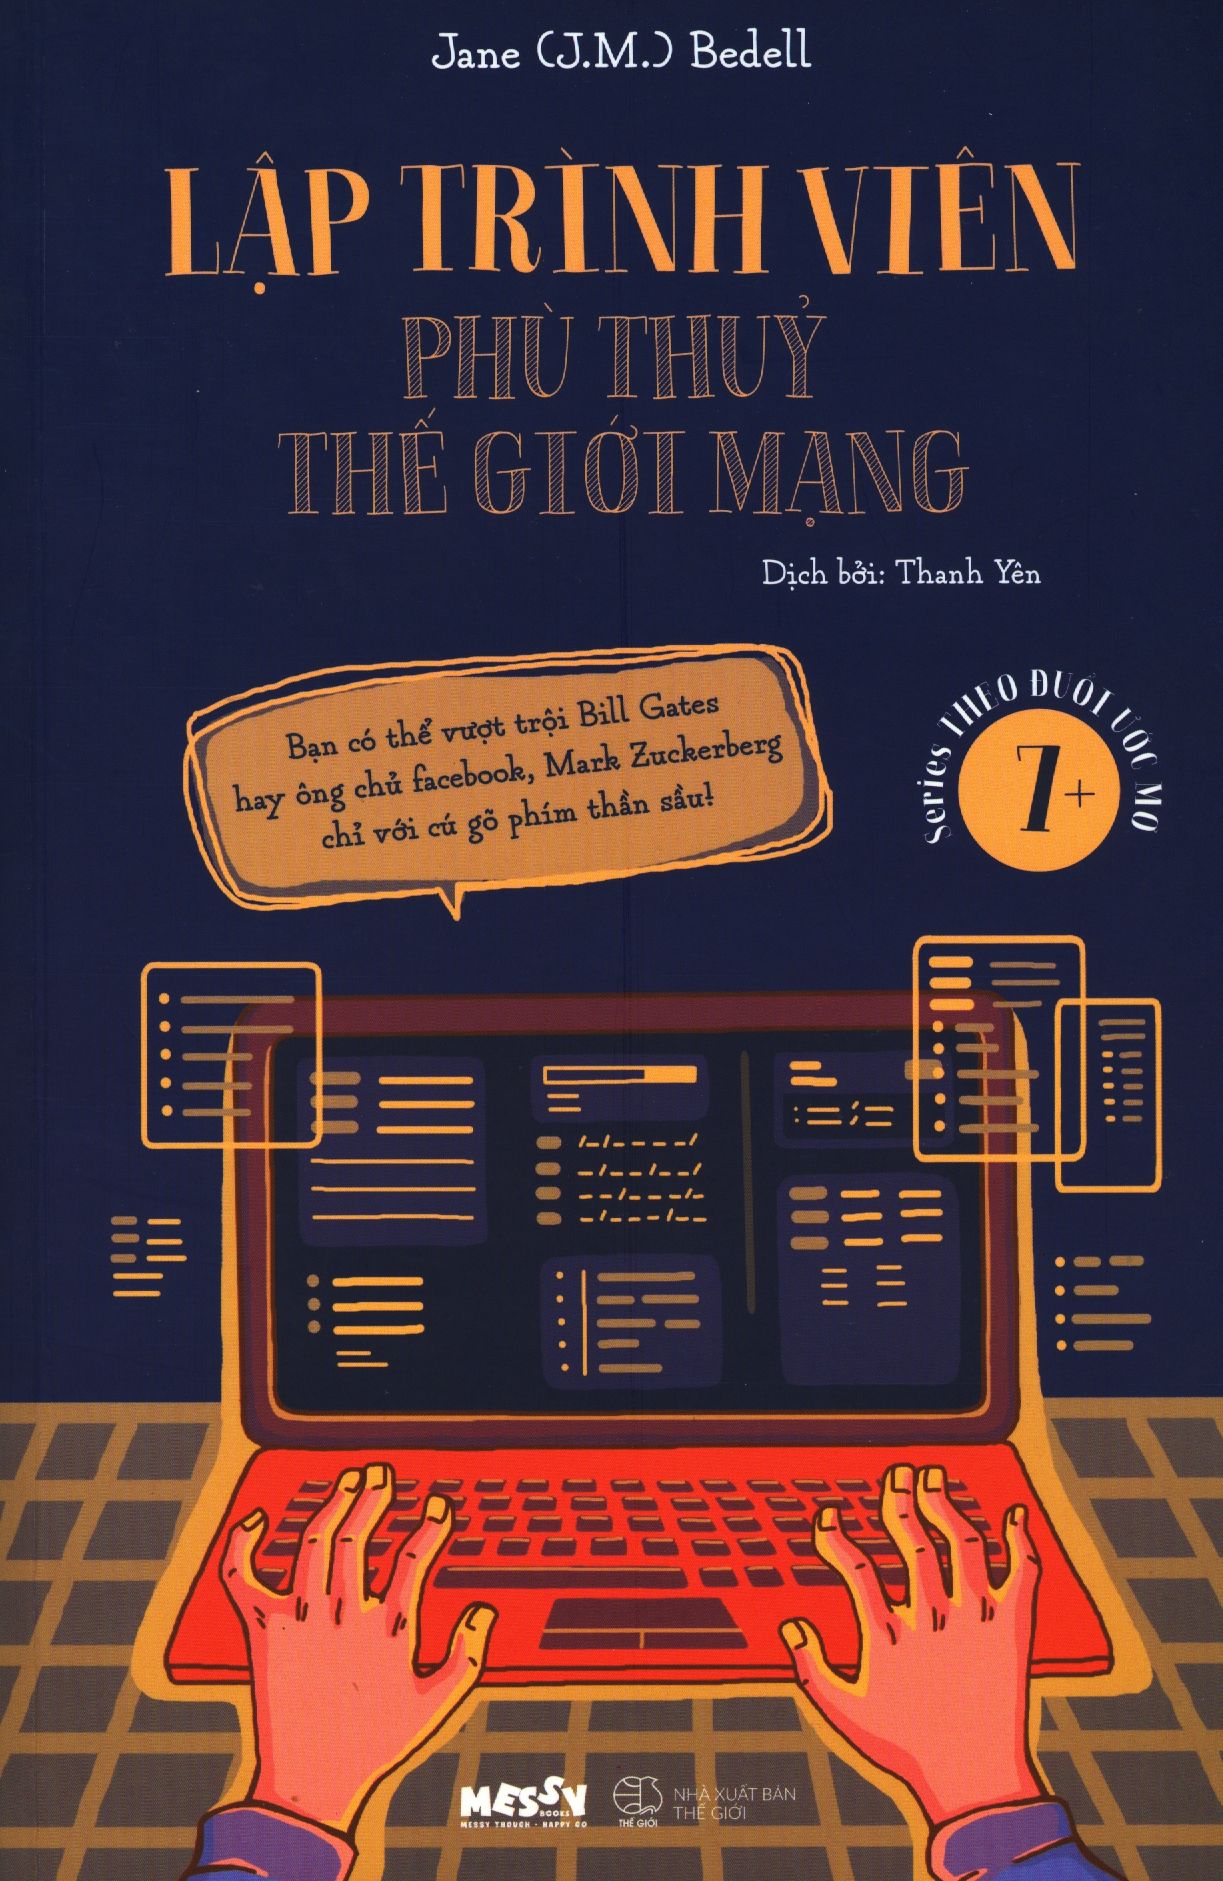 Jane (J.M.) Bedell
LẬP TRÌNH VIÊN
PHÙ THUỶ
THẾ GIỚI MẠNG
Dịch bởi: Thanh Yên
Bạn có thể vượt trội Bill Gates
hay ông chủ facebook, Mark Zuckerberg
chỉ với cú gõ phím thần sầu!
Series THEO ĐUỔI ƯỚC MƠ
7+
MESSY
BOOKS
MESSY THOUGH - HAPPY GO
THẾ GIỚI
NHÀ XUẤT BẢN
THẾ GIỚI